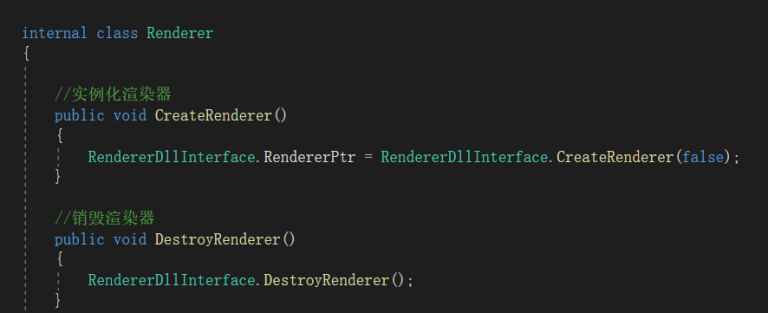 internal class Renderer
{
//实例化渲染器
public void CreateRenderer()
{
RendererDllInterface.RendererPtr = RendererDllInterface.CreateRenderer(false);
}
//销毁渲染器
public void DestroyRenderer()
{
RendererDllInterface.DestroyRenderer();
}